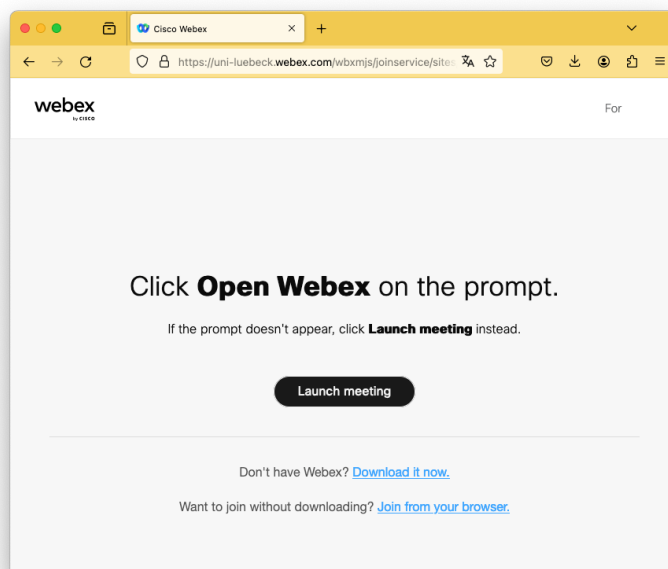 Cisco Webex
https://uni-luebeck.webex.com/wbxmjs/joinservice/sites
webex
by CISCO
For
Click Open Webex on the prompt.
If the prompt doesn't appear, click Launch meeting instead.
Launch meeting
Don't have Webex? Download it now.
Want to join without downloading? Join from your browser.